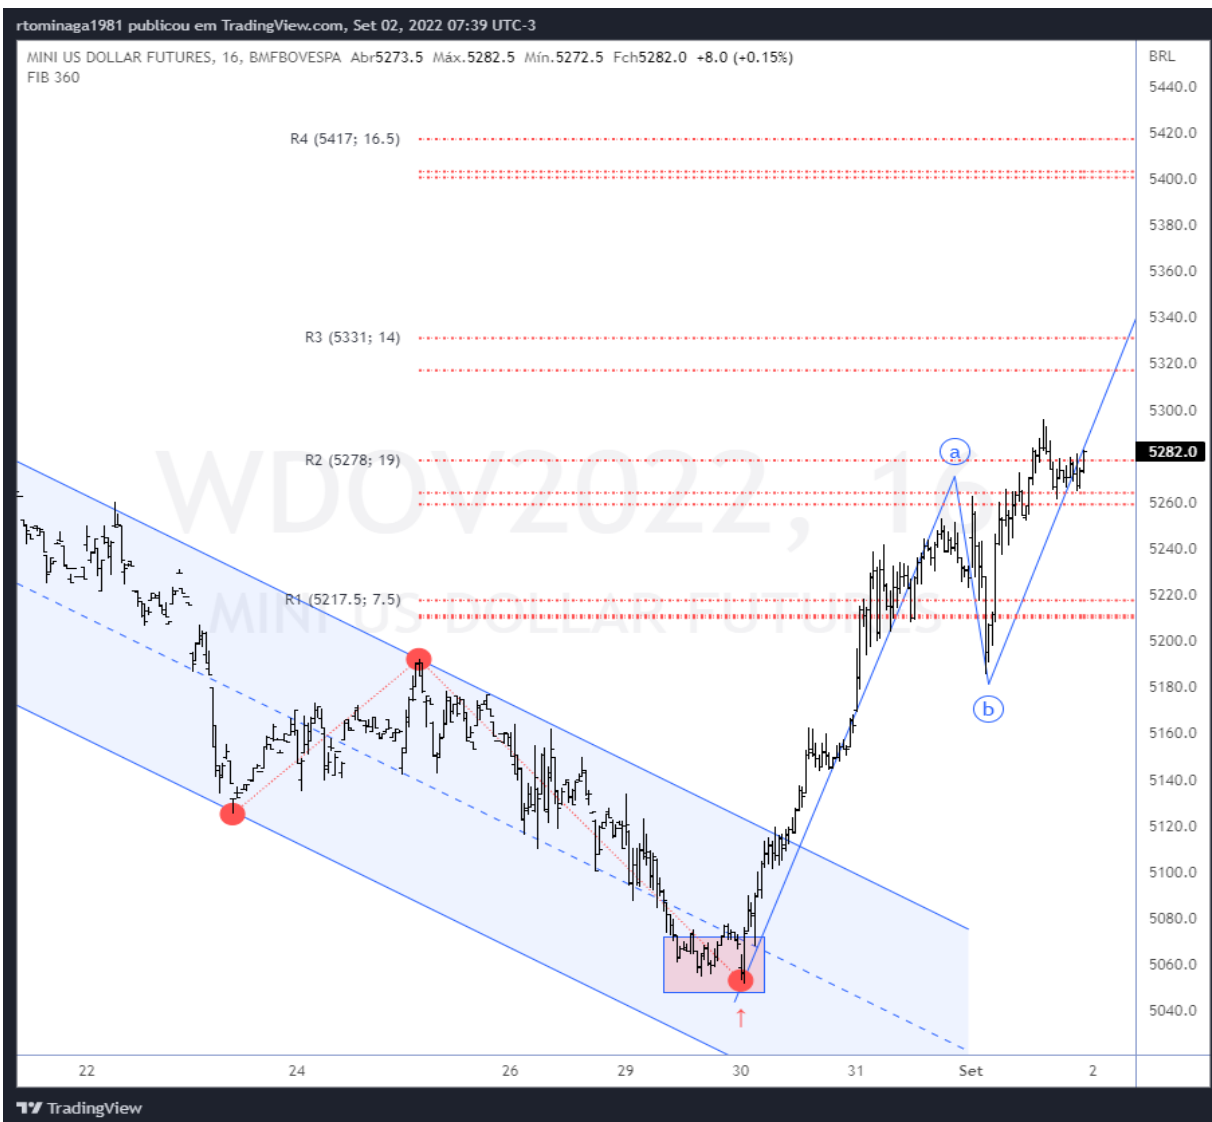 rtominaga1981 publicou em TradingView.com, Set 02, 2022 07:39 UTC-3
MINI US DOLLAR FUTURES, 16, BMFBOVESPA Abr5273.5 Máx.5282.5 Mín.5272.5 Fch5282.0 +8.0 (+0.15%)
FIB 360
BRL
5440.0
R4 (5417; 16.5)
5420.0
5400.0
5380.0
5360.0
5340.0
R3 (5331; 14)
5320.0
5300.0
WDOV2022, 16
a
5282.0
R2 (5278; 19)
5260.0
5240.0
5220.0
R1 (5217.5; 7.5)
MINI US DOLLAR FUTURES
5200.0
5180.0
b
5160.0
5140.0
5120.0
5100.0
5080.0
5060.0
↑
5040.0
22 24 26 29 30 31 Set 2
TradingView